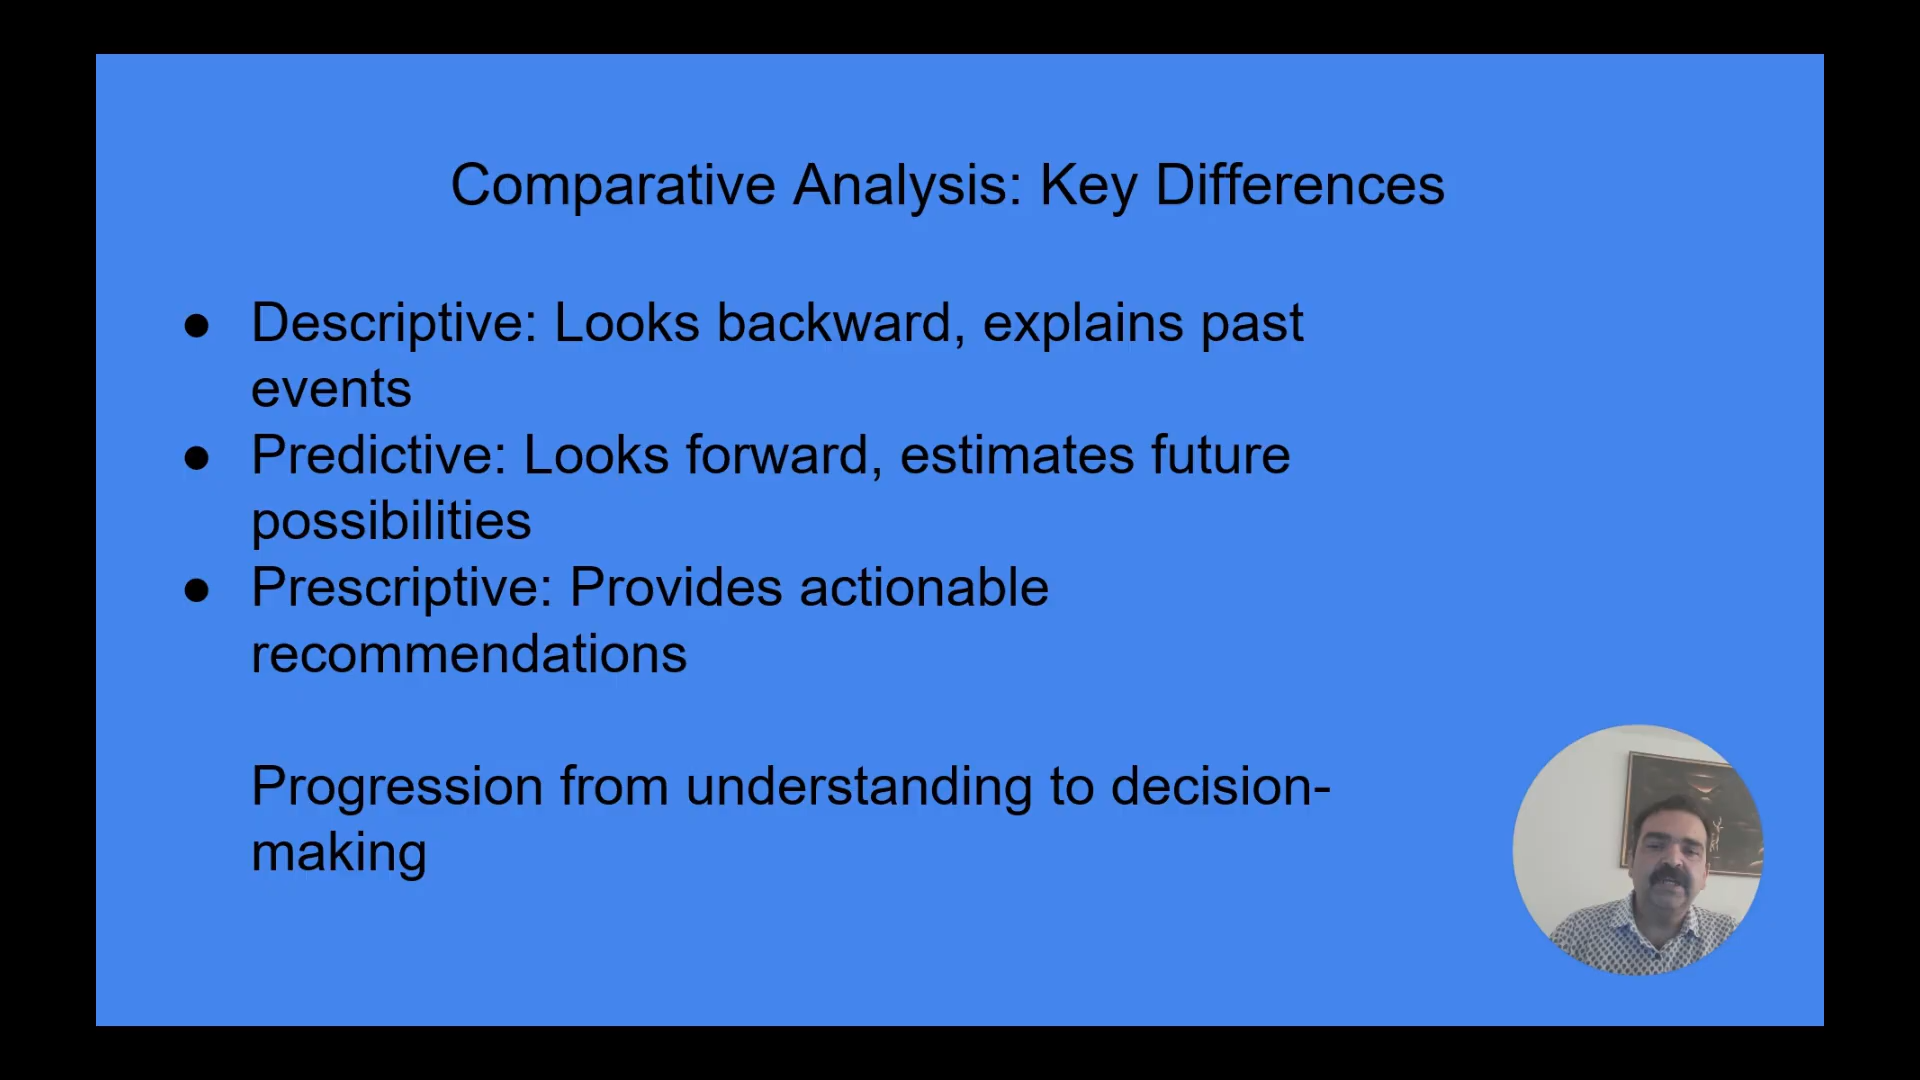 Comparative Analysis: Key Differences
● Descriptive: Looks backward, explains past
events
● Predictive: Looks forward, estimates future
possibilities
● Prescriptive: Provides actionable
recommendations
Progression from understanding to decision-
making